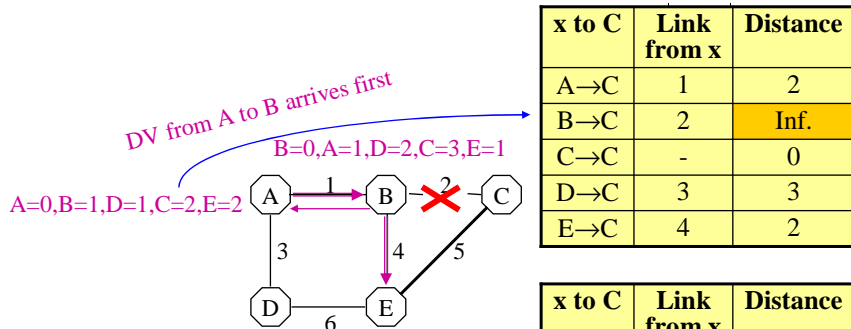 x to C Link from x Distance
A→C 1 2
B→C 2 Inf.
C→C - 0
D→C 3 3
E→C 4 2
DV from A to B arrives first
B=0,A=1,D=2,C=3,E=1
A=0,B=1,D=1,C=2,E=2
A 1 B 2 C
3 4 5
D 6 E
x to C Link from x Distance